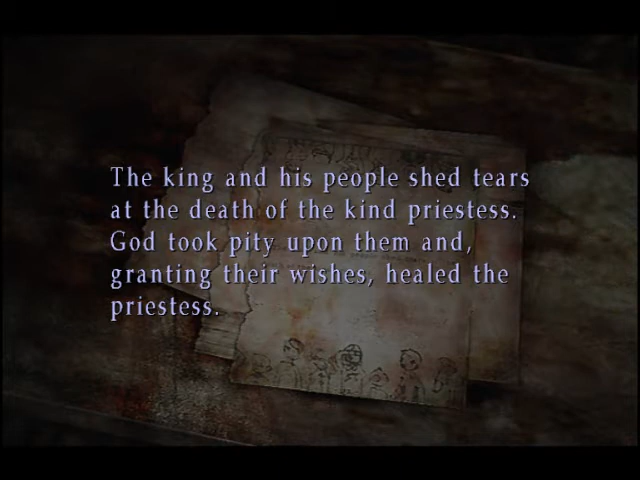 The king and his people shed tears
at the death of the kind priestess.
God took pity upon them and,
granting their wishes, healed the
priestess.